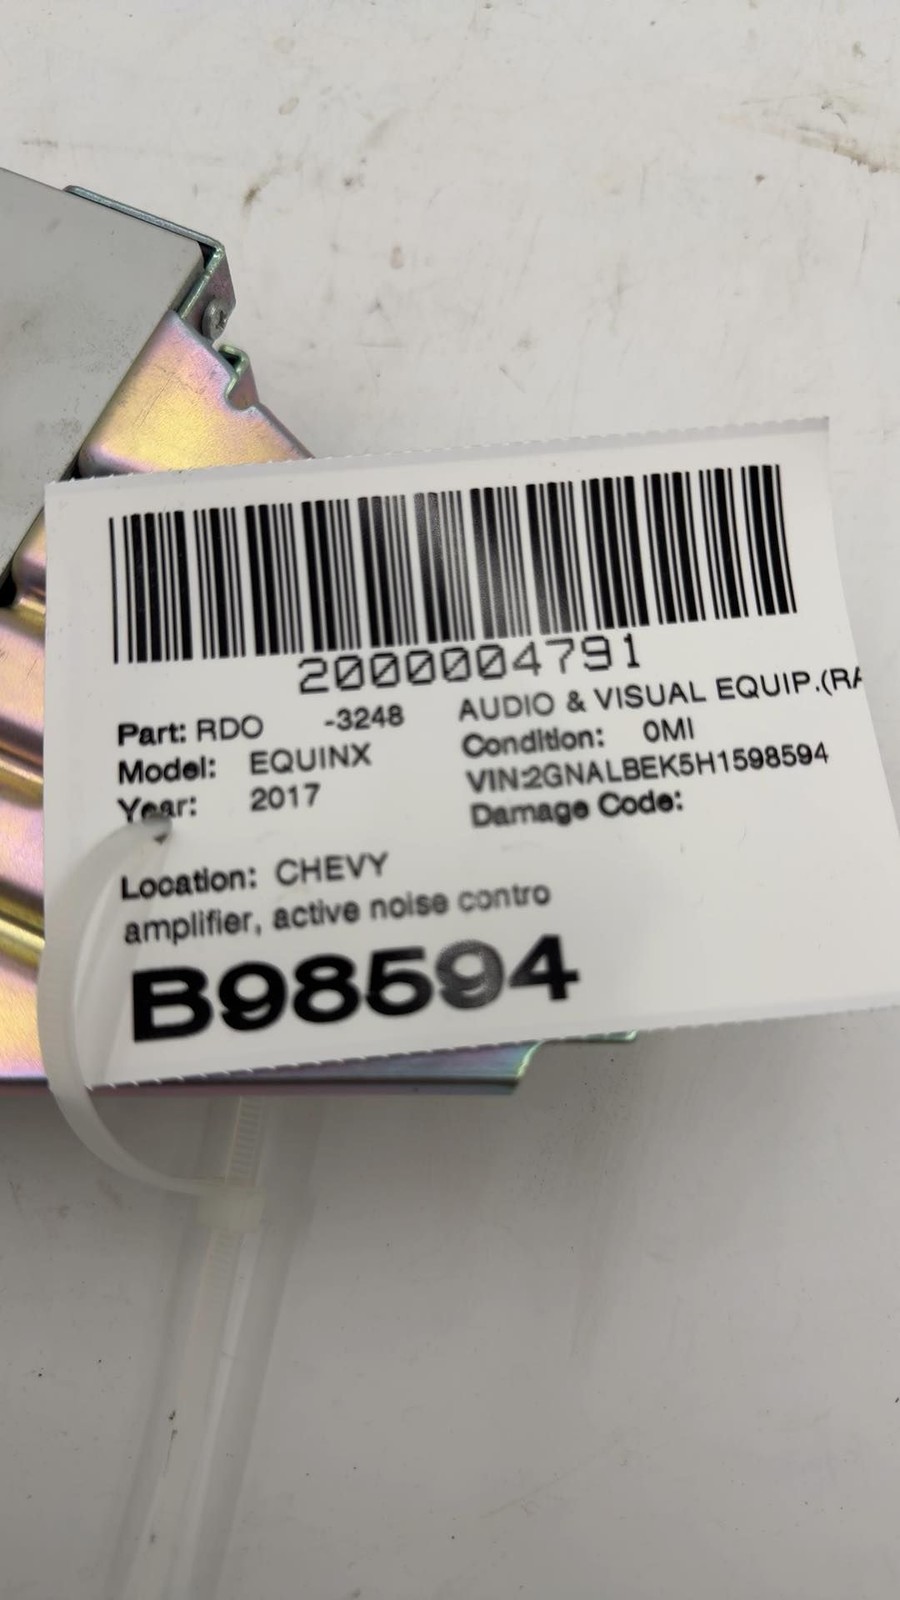 2000004791
Part: RDO -3248 AUDIO & VISUAL EQUIP.(RA
Model: EQUINX Condition: 0MI
Year: 2017 VIN:2GNALBEK5H1598594
Damage Code:
Location: CHEVY
amplifier, active noise contro
B98594